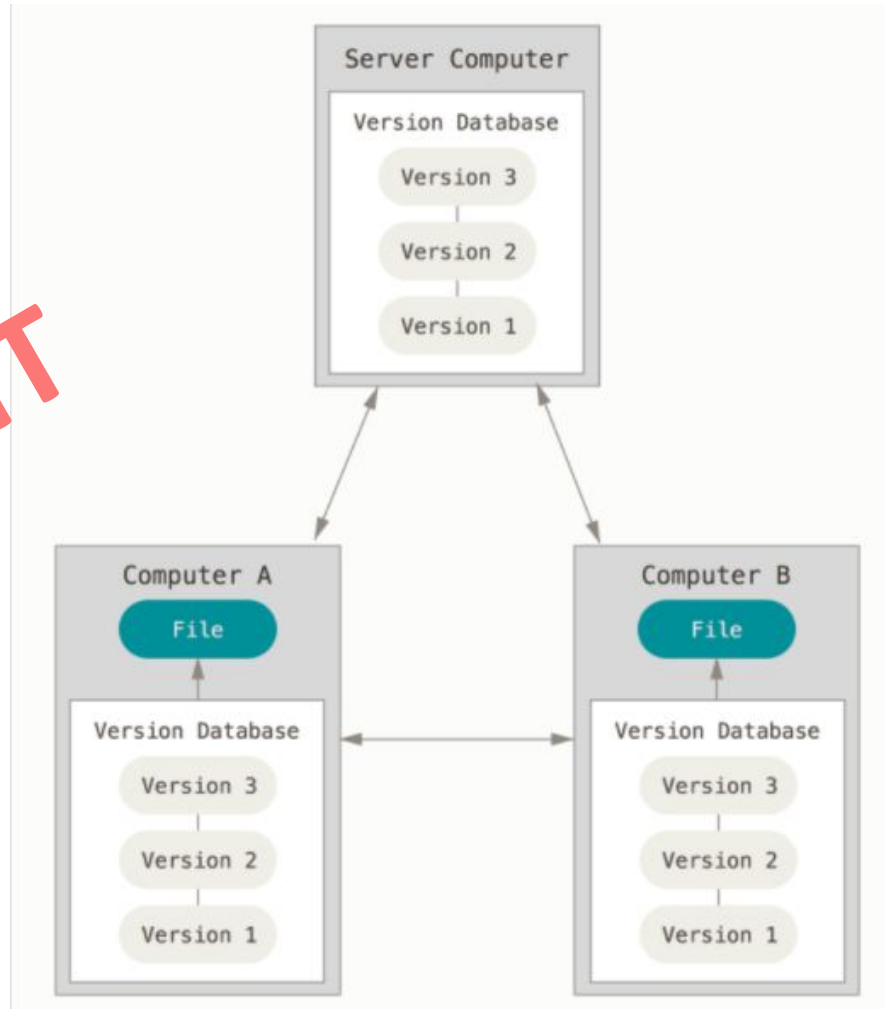 Server Computer
Version Database
Version 3
Version 2
Version 1
Computer A
File
Version Database
Version 3
Version 2
Version 1
Computer B
File
Version Database
Version 3
Version 2
Version 1